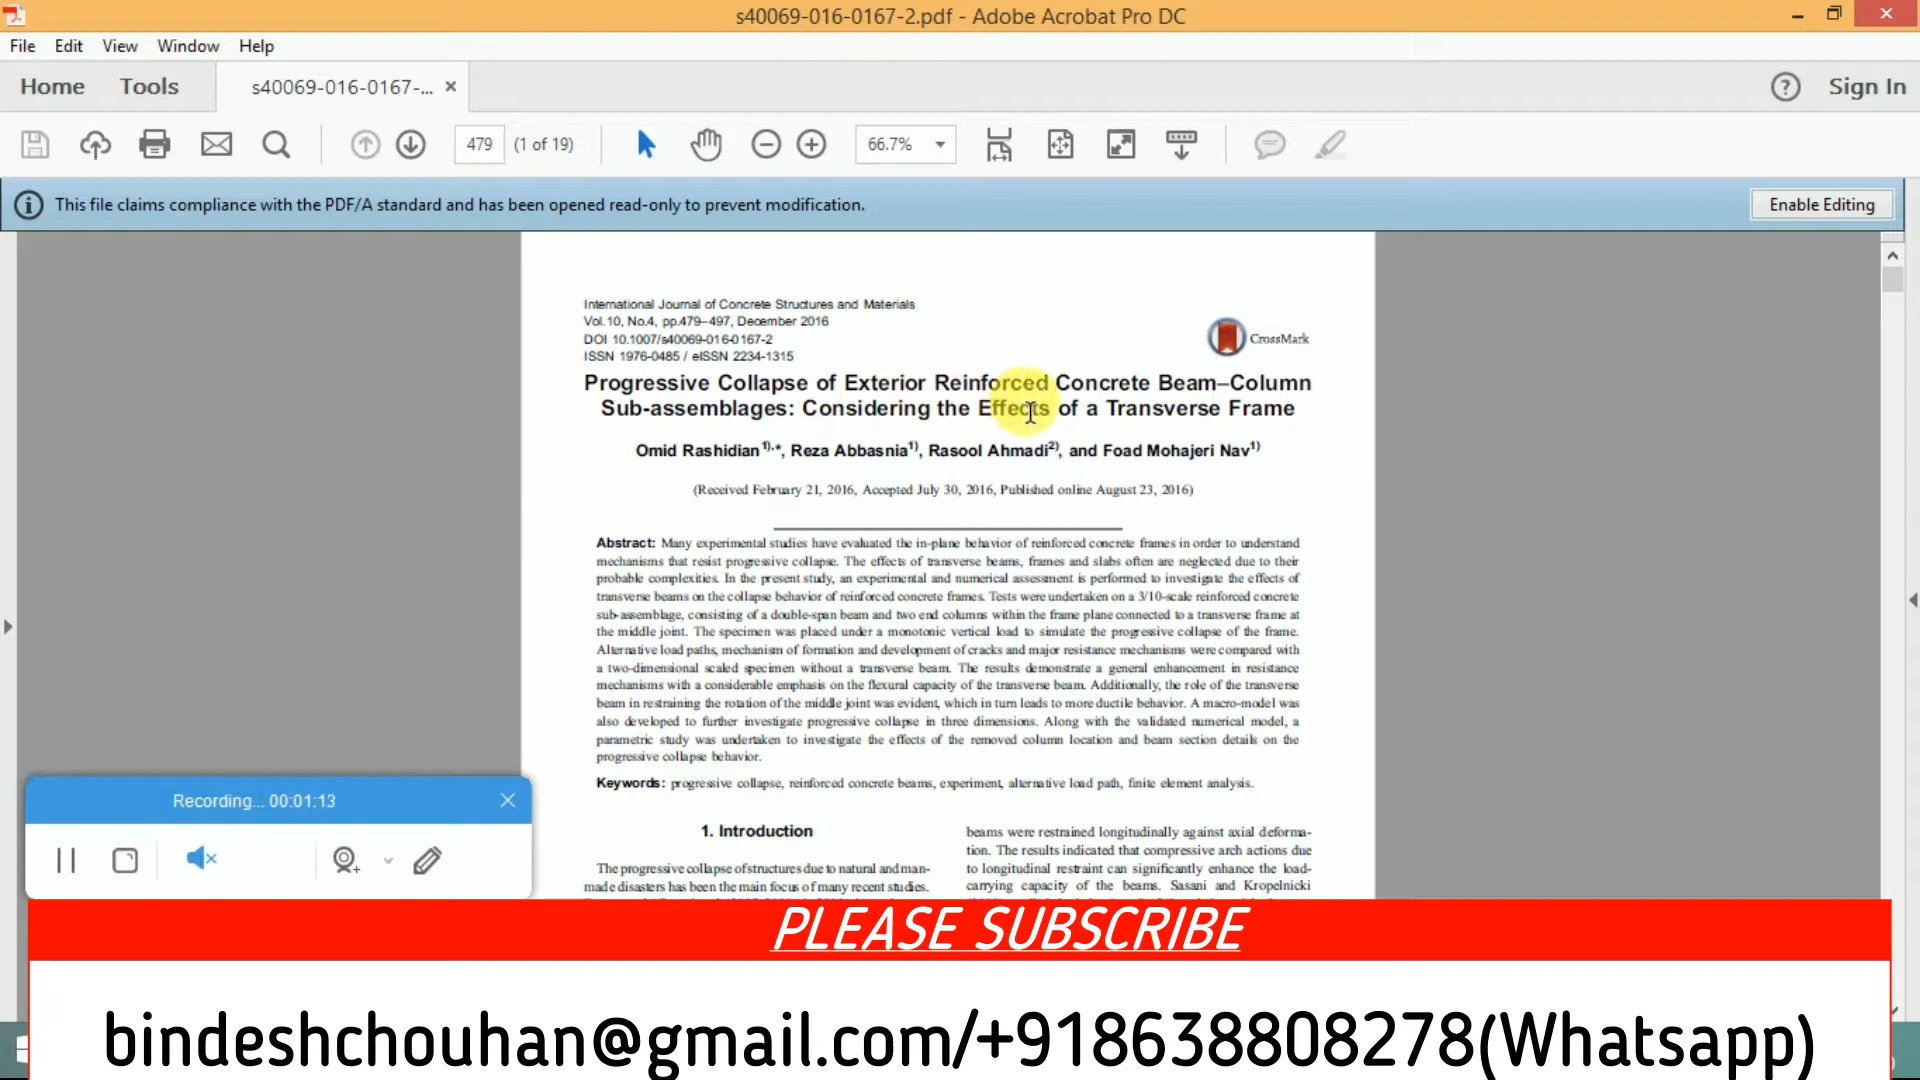 s40069-016-0167-2.pdf - Adobe Acrobat Pro DC
File Edit View Window Help
Home Tools s40069-016-0167-... × Sign In
479 (1 of 19) 66.7%
This file claims compliance with the PDF/A standard and has been opened read-only to prevent modification. Enable Editing
International Journal of Concrete Structures and Materials
Vol.10, No.4, pp.479–497, December 2016
DOI 10.1007/s40069-016-0167-2
ISSN 1976-0485 / eISSN 2234-1315
CrossMark
Progressive Collapse of Exterior Reinforced Concrete Beam–Column
Sub-assemblages: Considering the Effects of a Transverse Frame
Omid Rashidian1),*, Reza Abbasnia1), Rasool Ahmadi2), and Foad Mohajeri Nav1)
(Received February 21, 2016, Accepted July 30, 2016, Published online August 23, 2016)
Abstract: Many experimental studies have evaluated the in-plane behavior of reinforced concrete frames in order to understand
mechanisms that resist progressive collapse. The effects of transverse beams, frames and slabs often are neglected due to their
probable complexities. In the present study, an experimental and numerical assessment is performed to investigate the effects of
transverse beams on the collapse behavior of reinforced concrete frames. Tests were undertaken on a 3/10-scale reinforced concrete
sub-assemblage, consisting of a double-span beam and two end columns within the frame plane connected to a transverse frame at
the middle joint. The specimen was placed under a monotonic vertical load to simulate the progressive collapse of the frame.
Alternative load paths, mechanism of formation and development of cracks and major resistance mechanisms were compared with
a two-dimensional scaled specimen without a transverse beam. The results demonstrate a general enhancement in resistance
mechanisms with a considerable emphasis on the flexural capacity of the transverse beam. Additionally, the role of the transverse
beam in restraining the rotation of the middle joint was evident, which in turn leads to more ductile behavior. A macro-model was
also developed to further investigate progressive collapse in three dimensions. Along with the validated numerical model, a
parametric study was undertaken to investigate the effects of the removed column location and beam section details on the
progressive collapse behavior.
Keywords: progressive collapse, reinforced concrete beams, experiment, alternative load path, finite element analysis.
1. Introduction
The progressive collapse of structures due to natural and man-
made disasters has been the main focus of many recent studies.
beams were restrained longitudinally against axial deforma-
tion. The results indicated that compressive arch actions due
to longitudinal restraint can significantly enhance the load-
carrying capacity of the beams. Sasani and Kropelnicki
Recording... 00:01:13
PLEASE SUBSCRIBE
bindeshchouhan@gmail.com/+918638808278(Whatsapp)